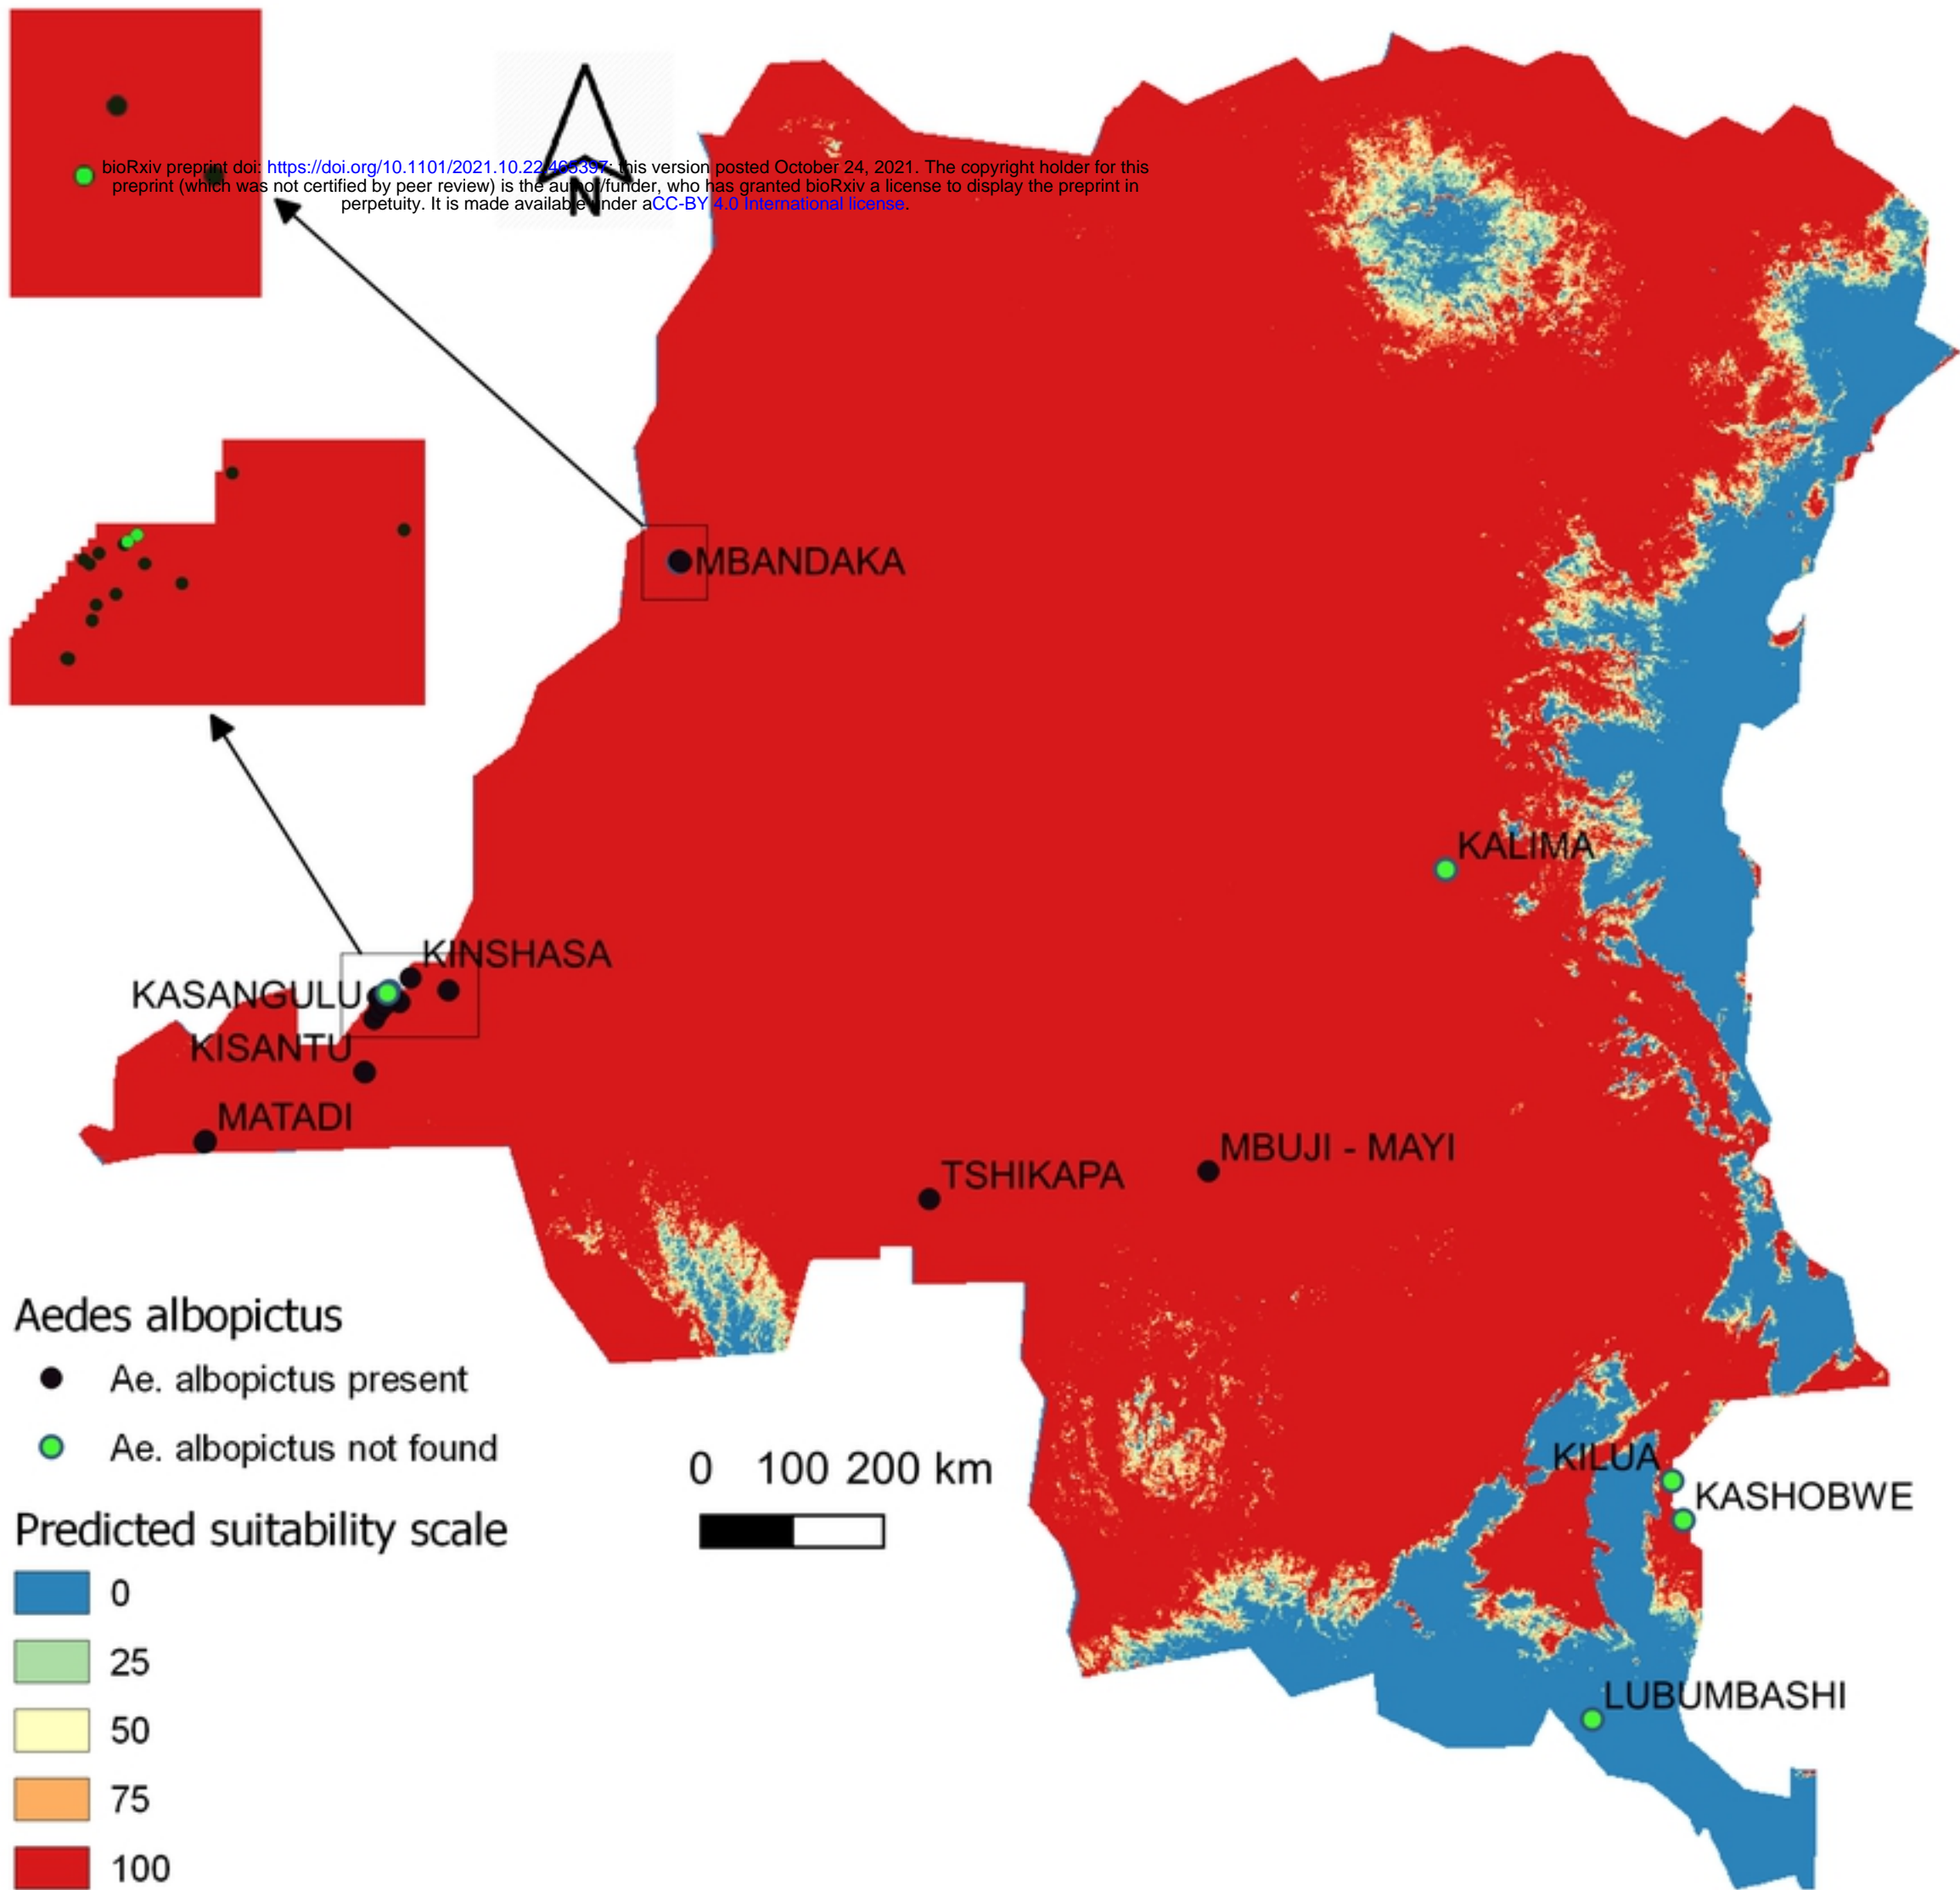 bioRxiv preprint doi: https://doi.org/10.1101/2021.10.22.465397; this version posted October 24, 2021. The copyright holder for this
preprint (which was not certified by peer review) is the author/funder, who has granted bioRxiv a license to display the preprint in
perpetuity. It is made available under aCC-BY 4.0 International license.
N
MBANDAKA
KALIMA
KINSHASA
KASANGULU
KISANTU
MATADI
MBUJI - MAYI
TSHIKAPA
Aedes albopictus
Ae. albopictus present
Ae. albopictus not found
0 100 200 km
KILUA
KASHOBWE
Predicted suitability scale
0
25
50
75
100
LUBUMBASHI